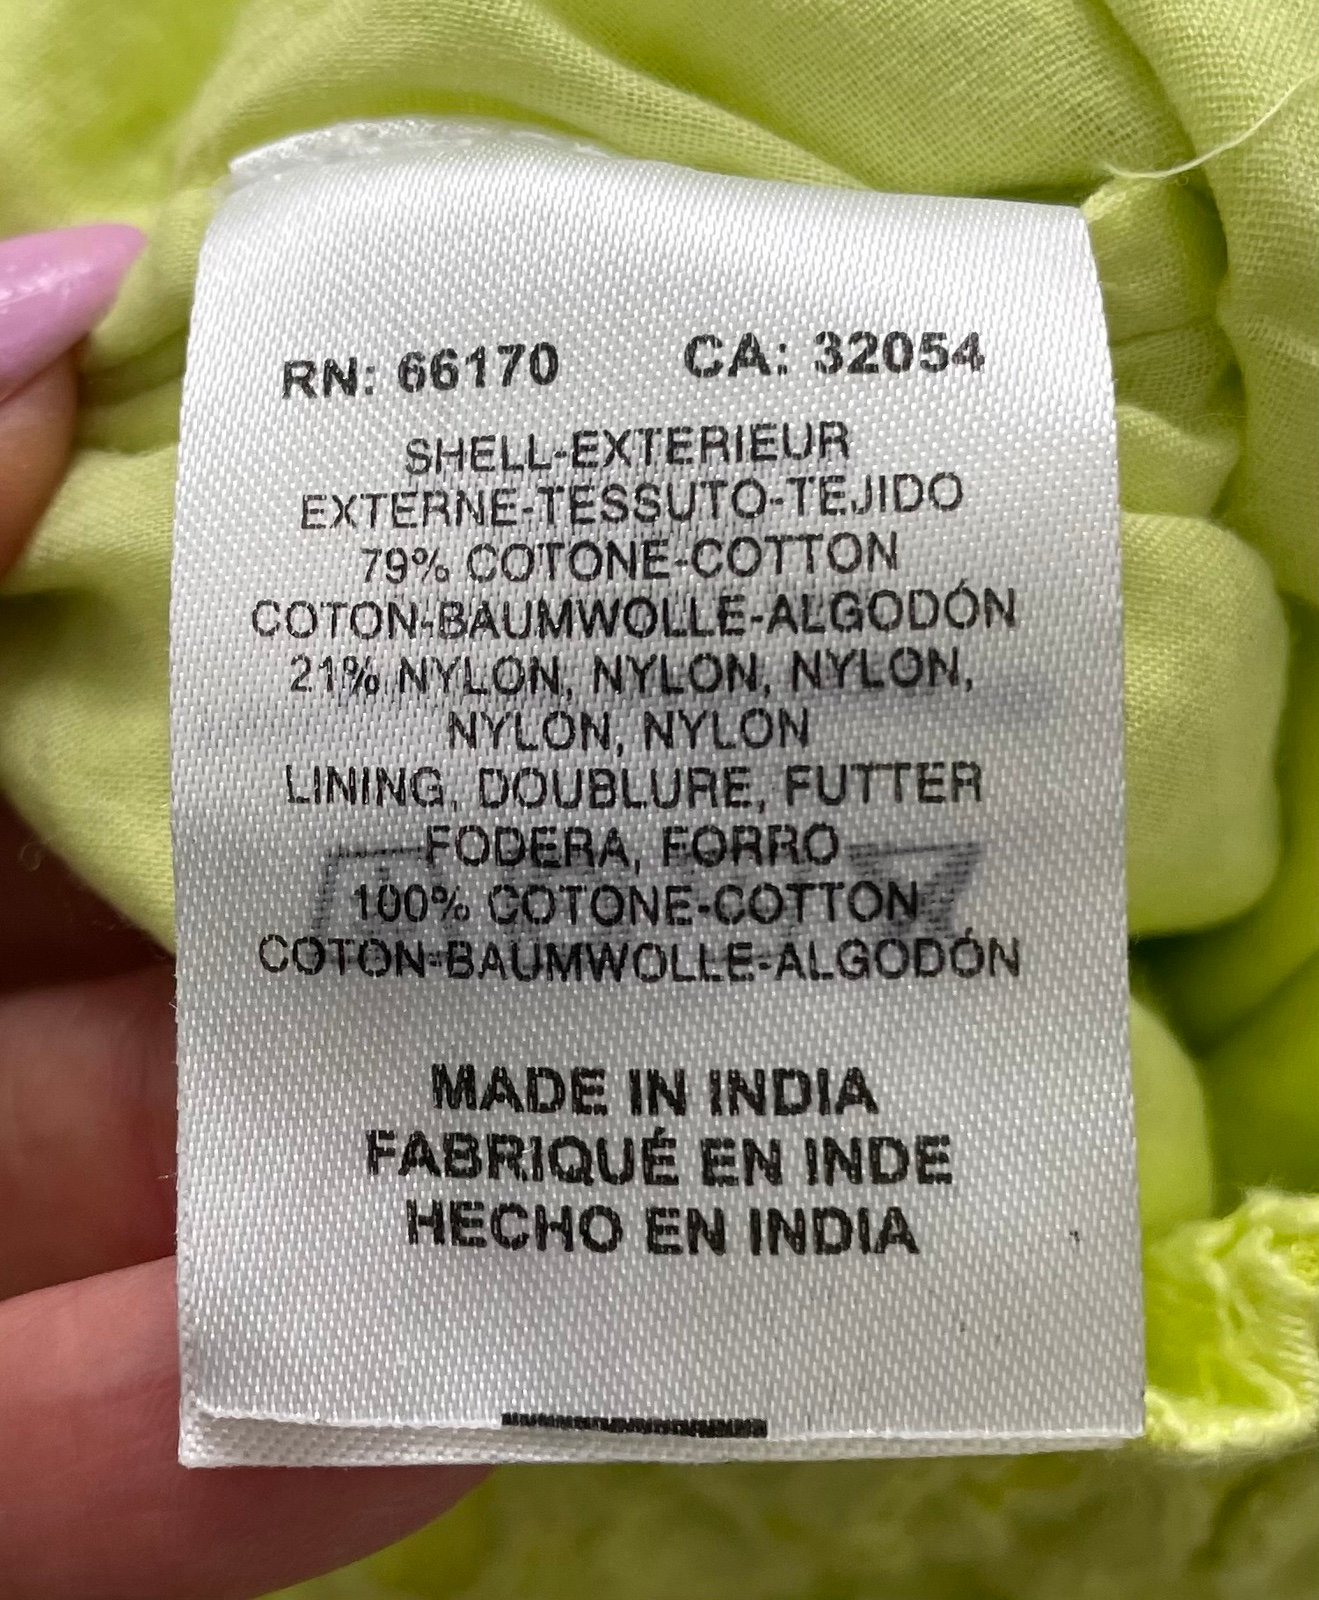 RN: 66170 CA: 32054
SHELL-EXTERIEUR
EXTERNE-TESSUTO-TEJIDO
79% COTONE-COTTON
COTON-BAUMWOLLE-ALGODÓN
21% NYLON, NYLON, NYLON,
NYLON, NYLON
LINING, DOUBLURE, FUTTER
FODERA, FORRO
100% COTONE-COTTON
COTON-BAUMWOLLE-ALGODÓN
MADE IN INDIA
FABRIQUÉ EN INDE
HECHO EN INDIA